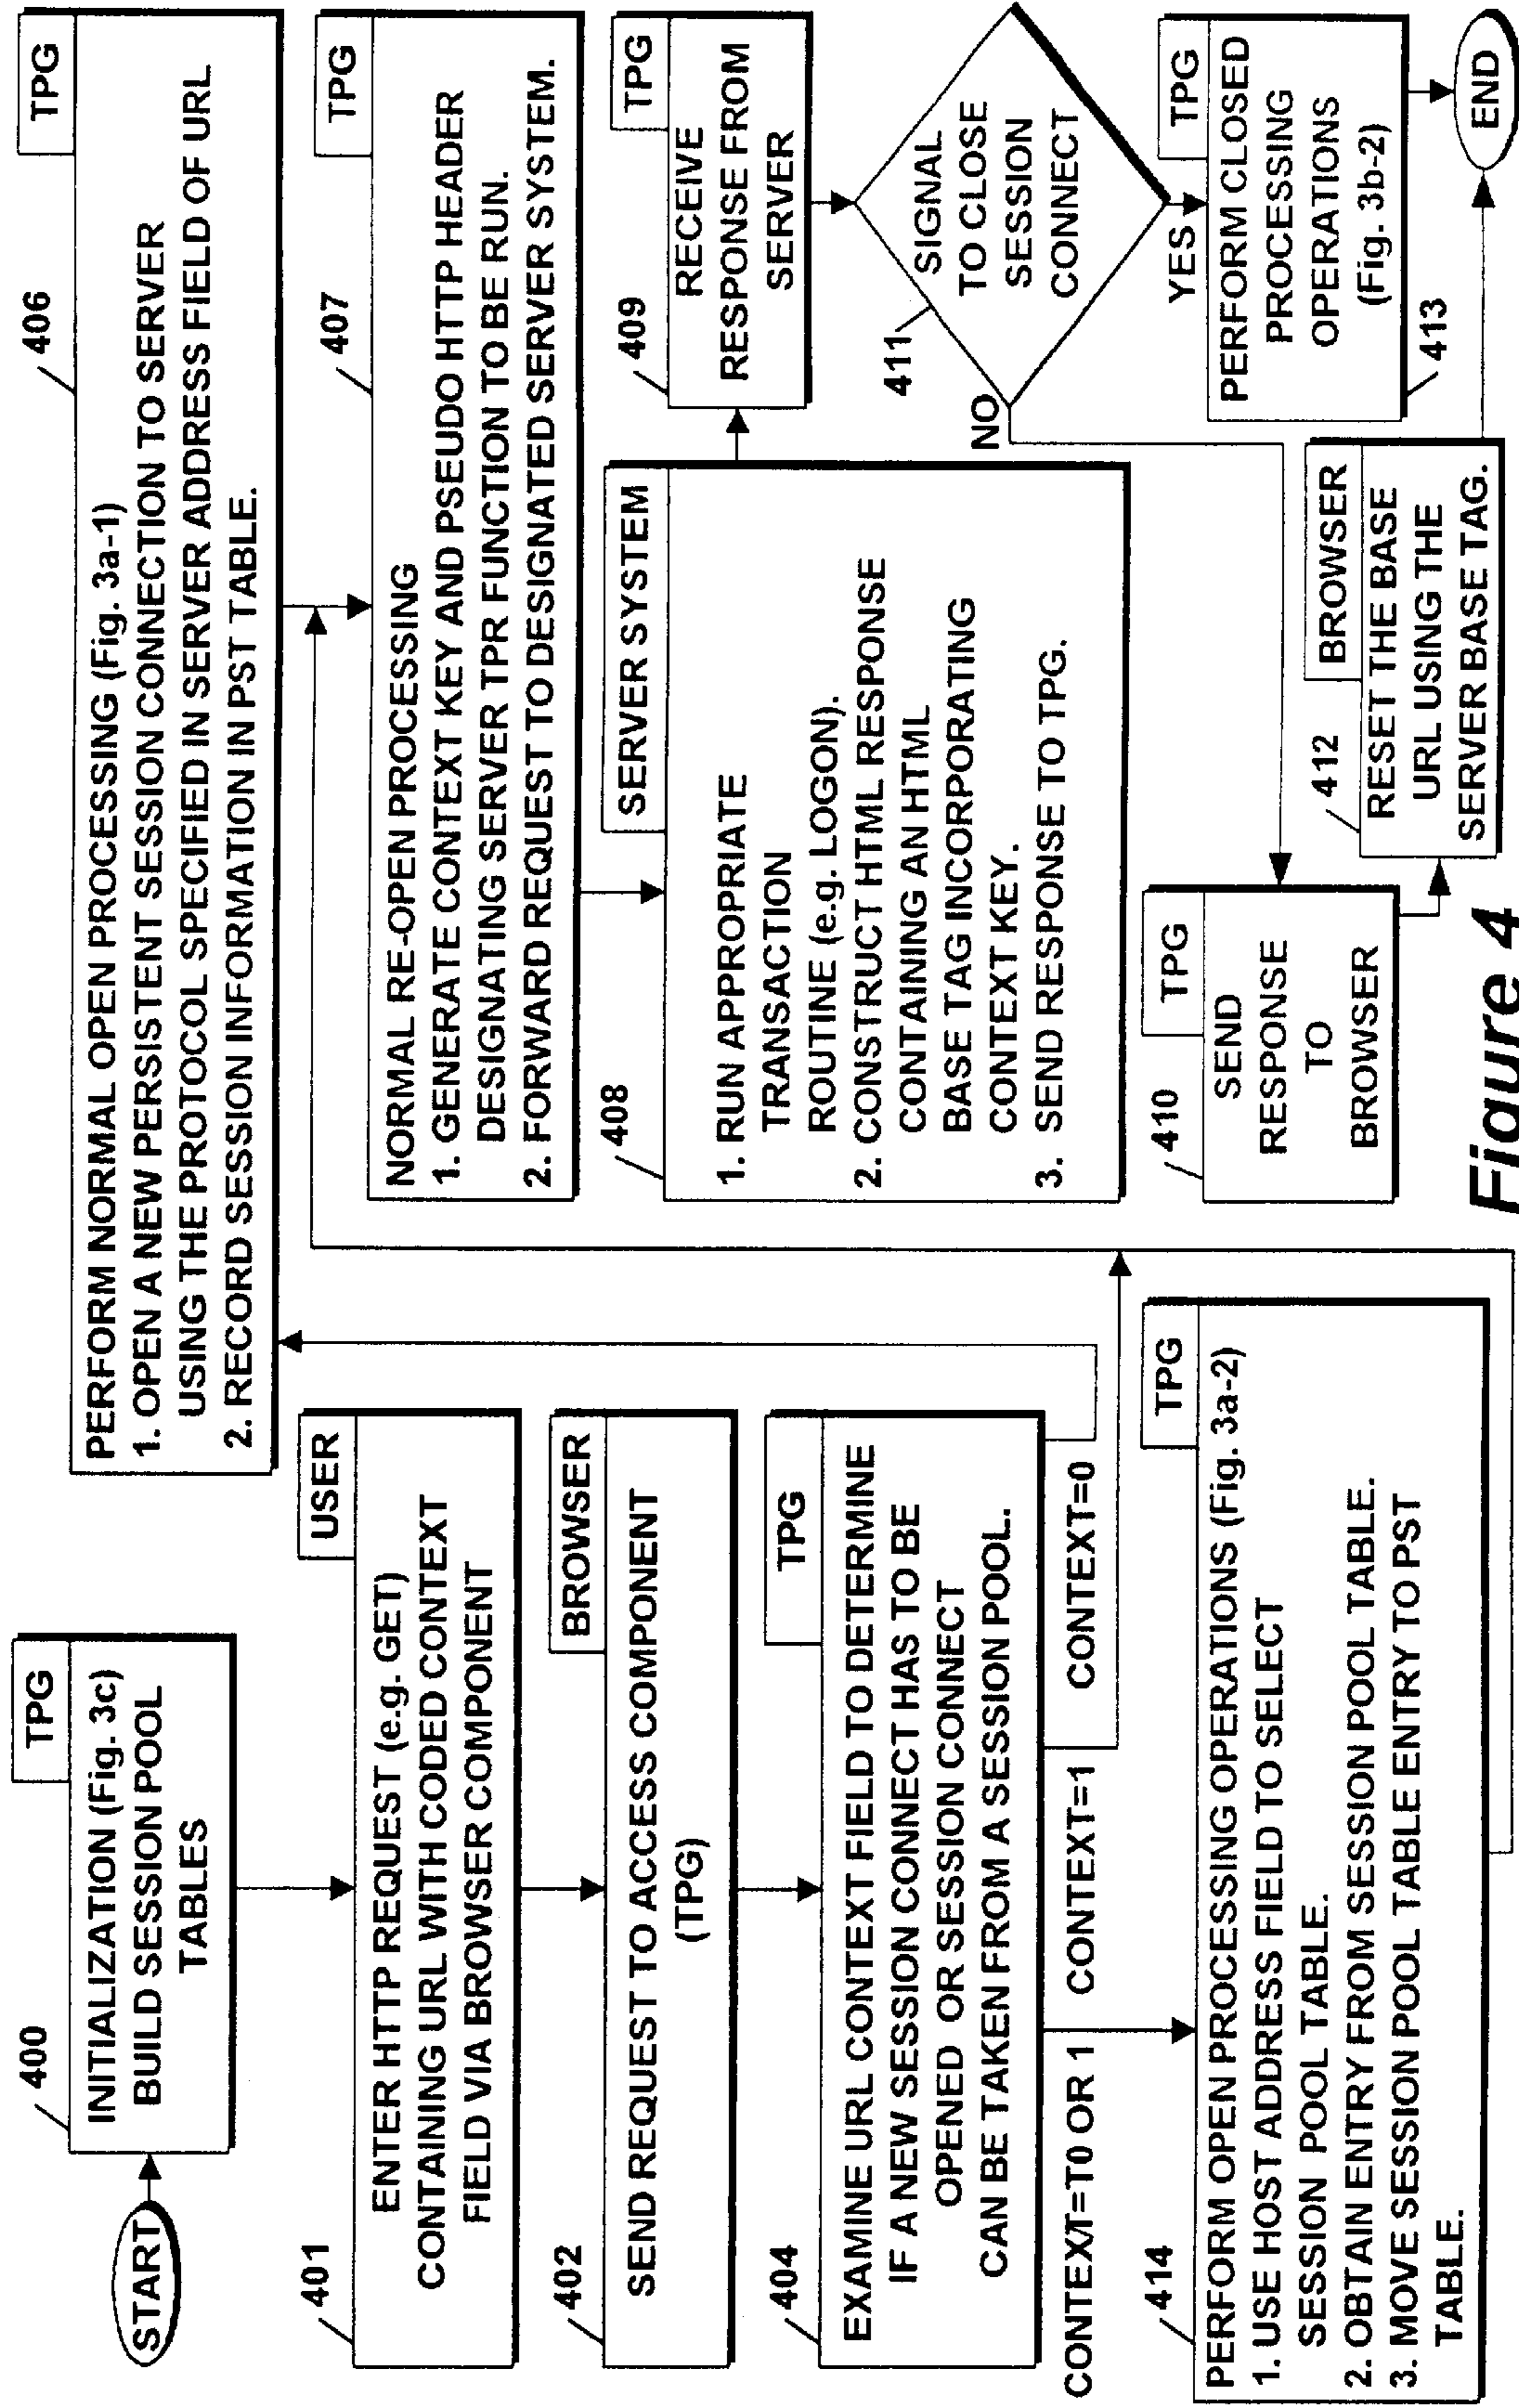 START
400
TPG
INITIALIZATION (Fig. 3c)
BUILD SESSION POOL
TABLES
401
USER
ENTER HTTP REQUEST (e.g. GET)
CONTAINING URL WITH CODED CONTEXT
FIELD VIA BROWSER COMPONENT
402
BROWSER
SEND REQUEST TO ACCESS COMPONENT
(TPG)
404
TPG
EXAMINE URL CONTEXT FIELD TO DETERMINE
IF A NEW SESSION CONNECT HAS TO BE
OPENED OR SESSION CONNECT
CAN BE TAKEN FROM A SESSION POOL.
CONTEXT=T0 OR 1
CONTEXT=1
CONTEXT=0
414
TPG
PERFORM OPEN PROCESSING OPERATIONS (Fig. 3a-2)
1. USE HOST ADDRESS FIELD TO SELECT
SESSION POOL TABLE.
2. OBTAIN ENTRY FROM SESSION POOL TABLE.
3. MOVE SESSION POOL TABLE ENTRY TO PST
TABLE.
406
TPG
PERFORM NORMAL OPEN PROCESSING (Fig. 3a-1)
1. OPEN A NEW PERSISTENT SESSION CONNECTION TO SERVER
USING THE PROTOCOL SPECIFIED IN SERVER ADDRESS FIELD OF URL
2. RECORD SESSION INFORMATION IN PST TABLE.
407
TPG
NORMAL RE-OPEN PROCESSING
1. GENERATE CONTEXT KEY AND PSEUDO HTTP HEADER
DESIGNATING SERVER TPR FUNCTION TO BE RUN.
2. FORWARD REQUEST TO DESIGNATED SERVER SYSTEM.
408
SERVER SYSTEM
1. RUN APPROPRIATE
TRANSACTION
ROUTINE (e.g. LOGON).
2. CONSTRUCT HTML RESPONSE
CONTAINING AN HTML
BASE TAG INCORPORATING
CONTEXT KEY.
3. SEND RESPONSE TO TPG.
409
TPG
RECEIVE
RESPONSE FROM
SERVER
411
SIGNAL
TO CLOSE
SESSION
CONNECT
NO
YES
TPG
PERFORM CLOSED
PROCESSING
OPERATIONS
(Fig. 3b-2)
413
410
TPG
SEND
RESPONSE
TO
BROWSER
412
BROWSER
RESET THE BASE
URL USING THE
SERVER BASE TAG.
END
Figure 4